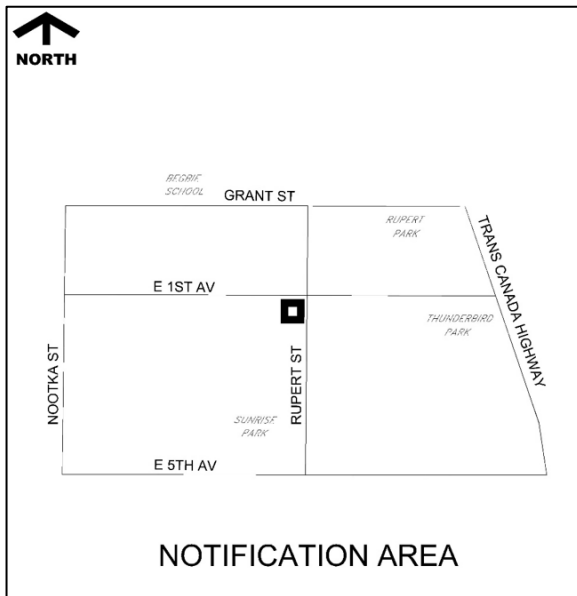 NORTH
BEGBIE
SCHOOL
GRANT ST
RUPERT
PARK
TRANS CANADA HIGHWAY
E 1ST AV
THUNDERBIRD
PARK
NOOTKA ST
RUPERT ST
SUNRISE
PARK
E 5TH AV
NOTIFICATION AREA